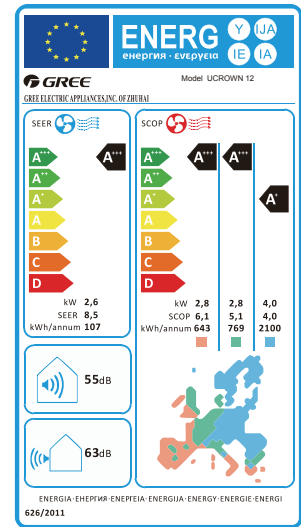 ENERG
енергия · ενεργεια
Y IJA
IE IA
GREE
Model UCROWN 12
GREE ELECTRIC APPLIANCES,INC. OF ZHUHAI
SEER
SCOP
A+++ A+++ A+++ A+++ A+++
A++ A++
A+ A+ A+
A A
B B
C C
D D
kW 2,6 kW 2,8 2,8 4,0
SEER 8,5 SCOP 6,1 5,1 4,0
kWh/annum 107 kWh/annum 643 769 2100
55dB
63dB
ENERGIA·ЕНЕРГИЯ·ΕΝΕΡΓΕΙΑ·ENERGIJA·ENERGY·ENERGIE·ENERGI
626/2011